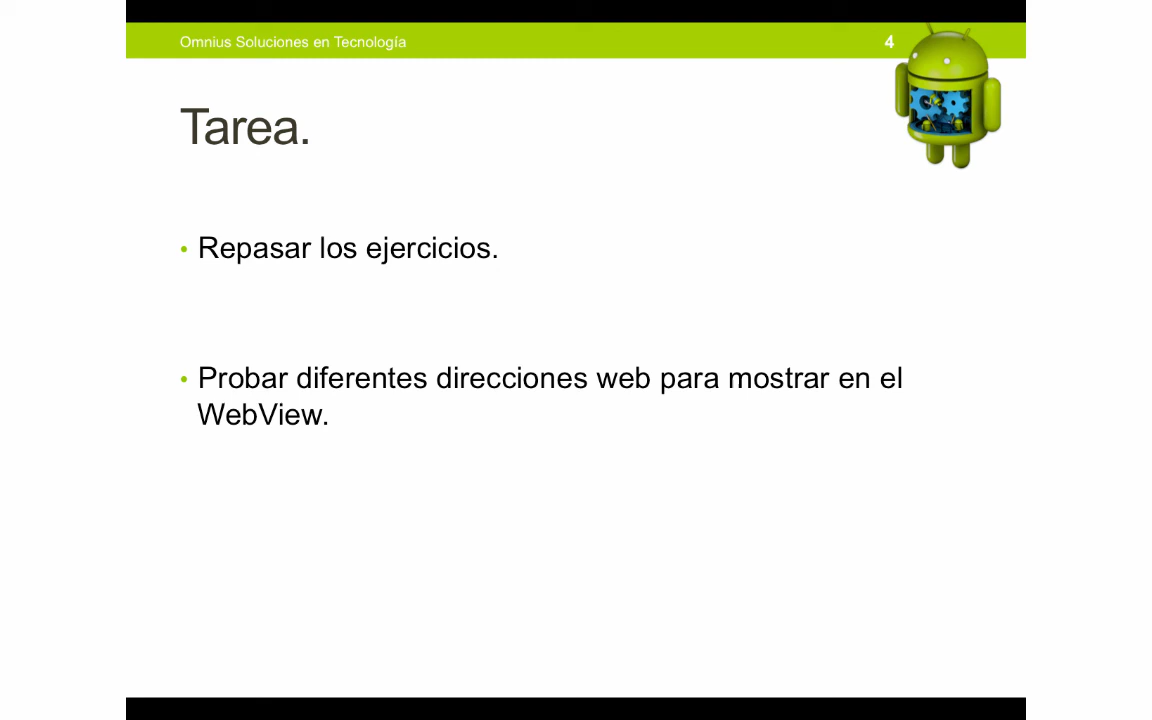 Omnius Soluciones en Tecnología
4
Tarea.
• Repasar los ejercicios.
• Probar diferentes direcciones web para mostrar en el
WebView.